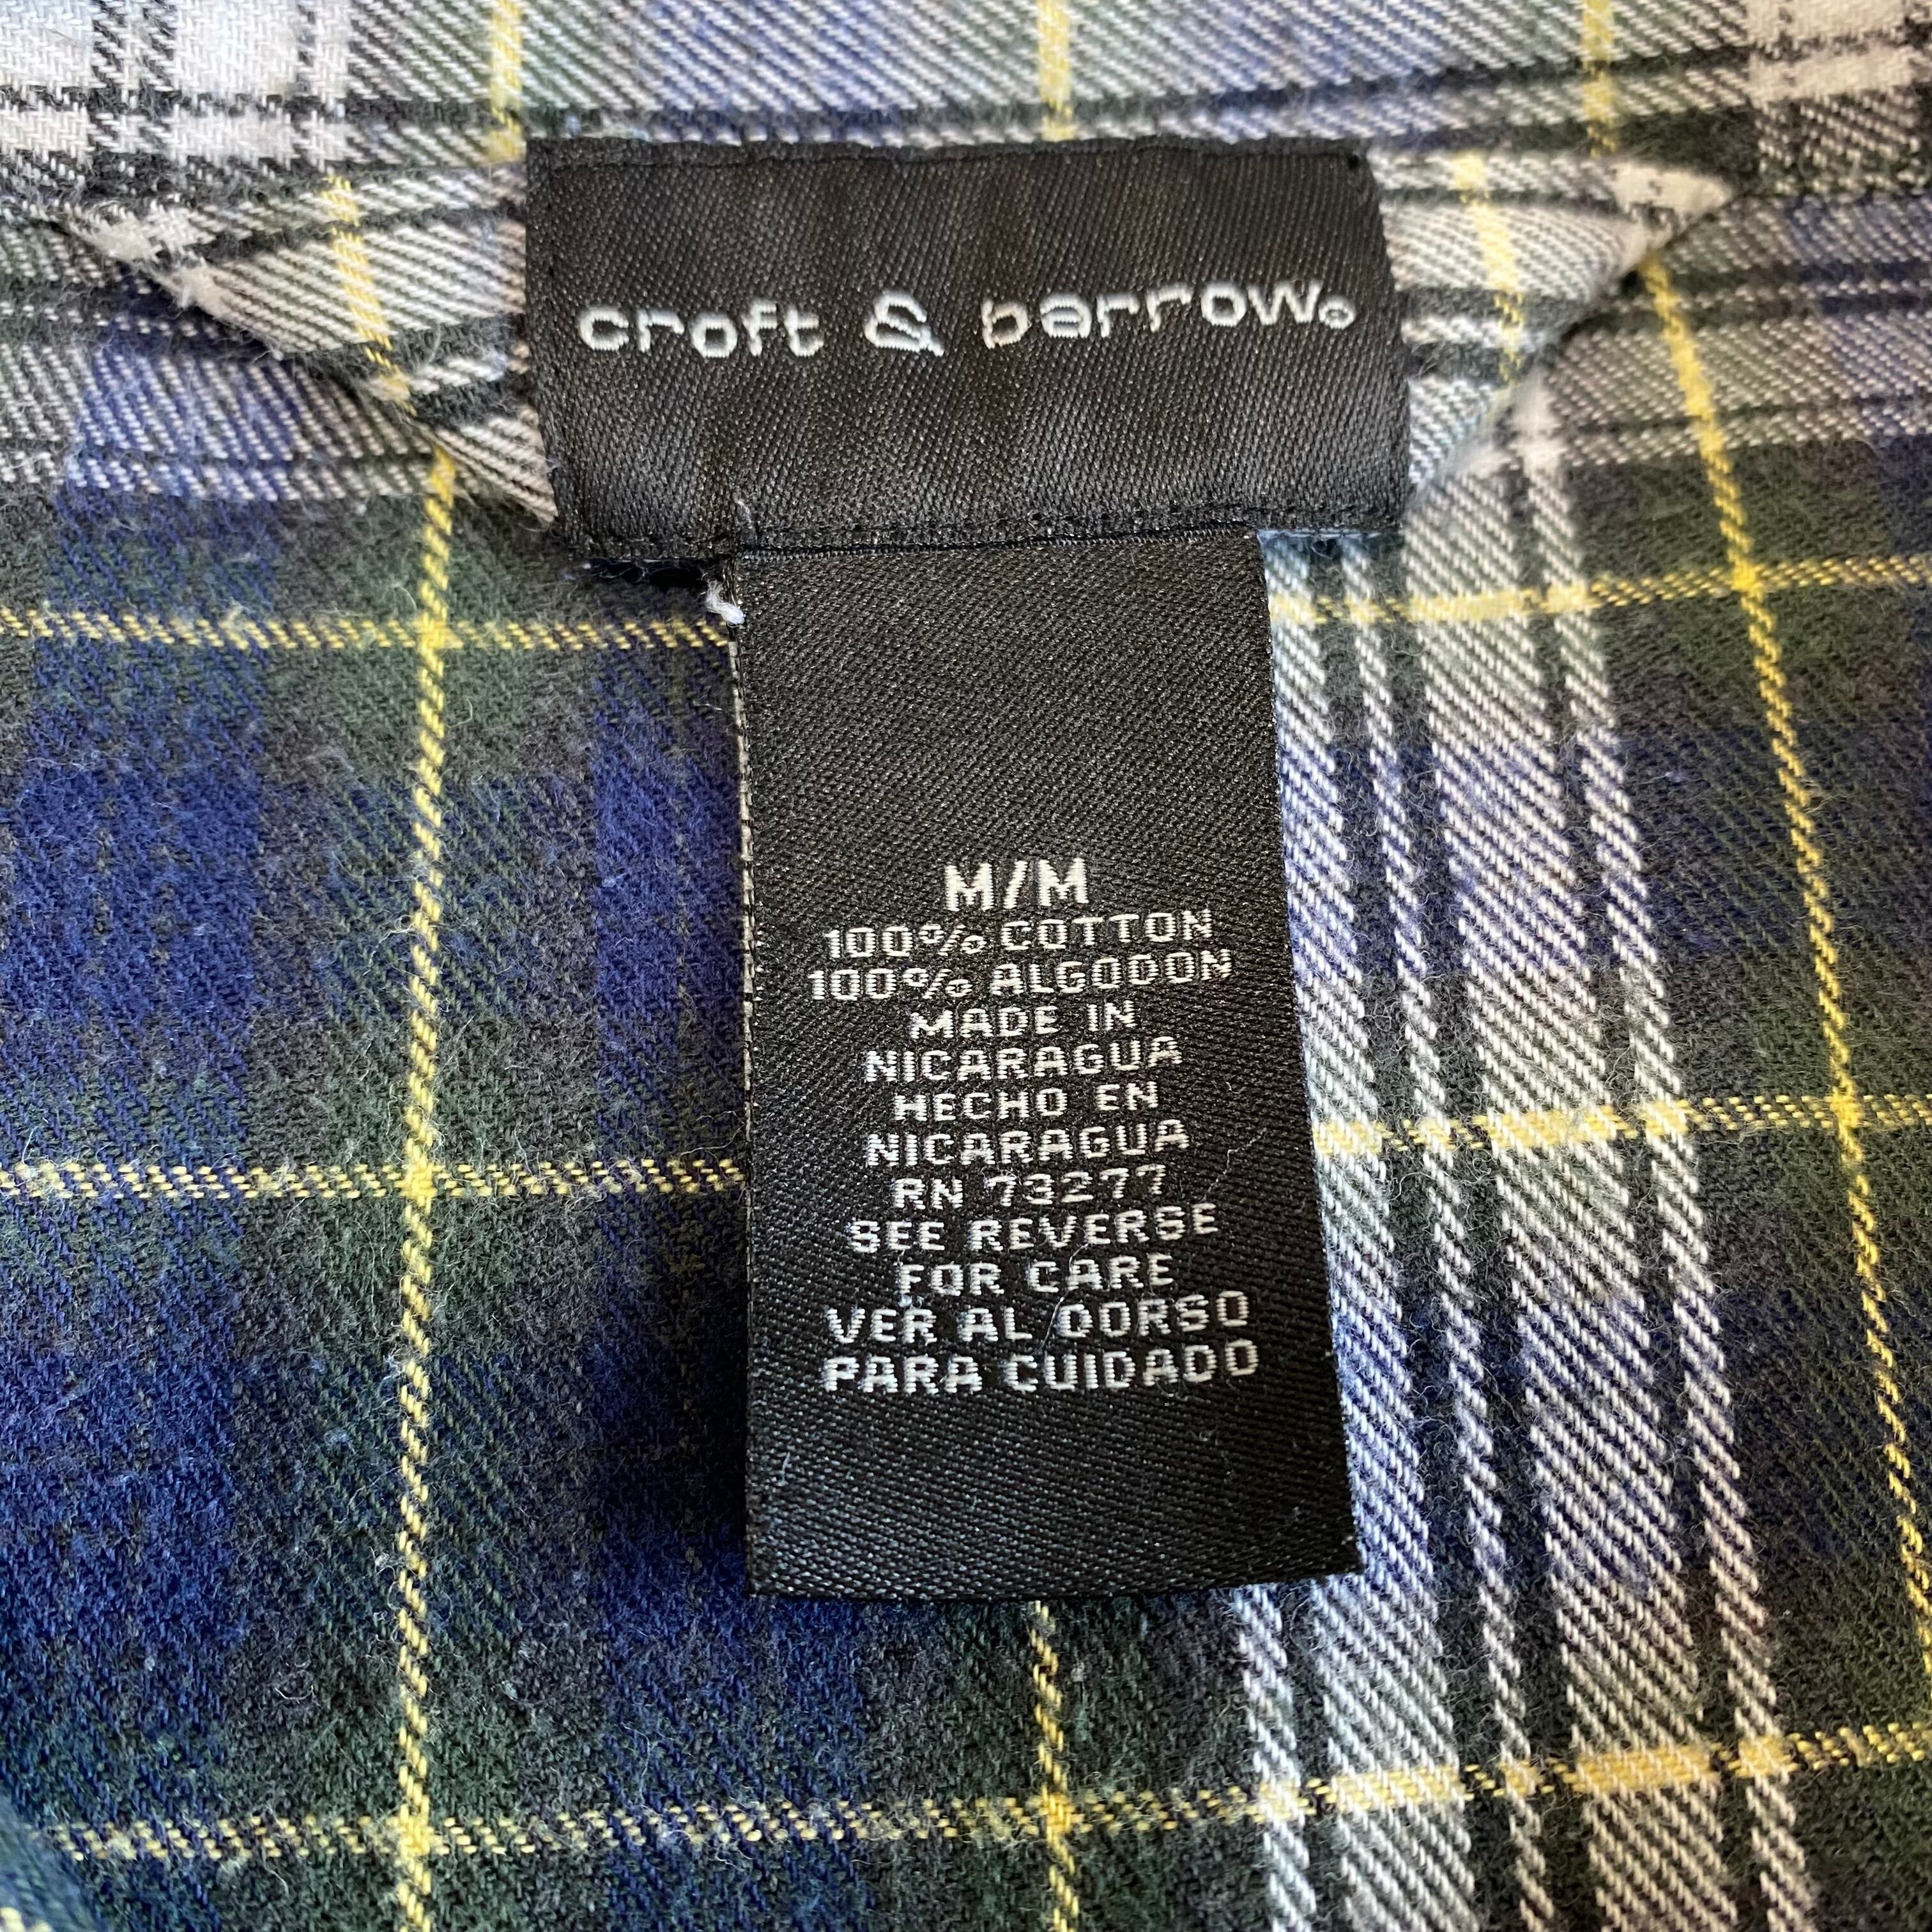 croft & barrow®
M/M
100% COTTON
100% ALGODON
MADE IN
NICARAGUA
HECHO EN
NICARAGUA
RN 73277
SEE REVERSE
FOR CARE
VER AL DORSO
PARA CUIDADO